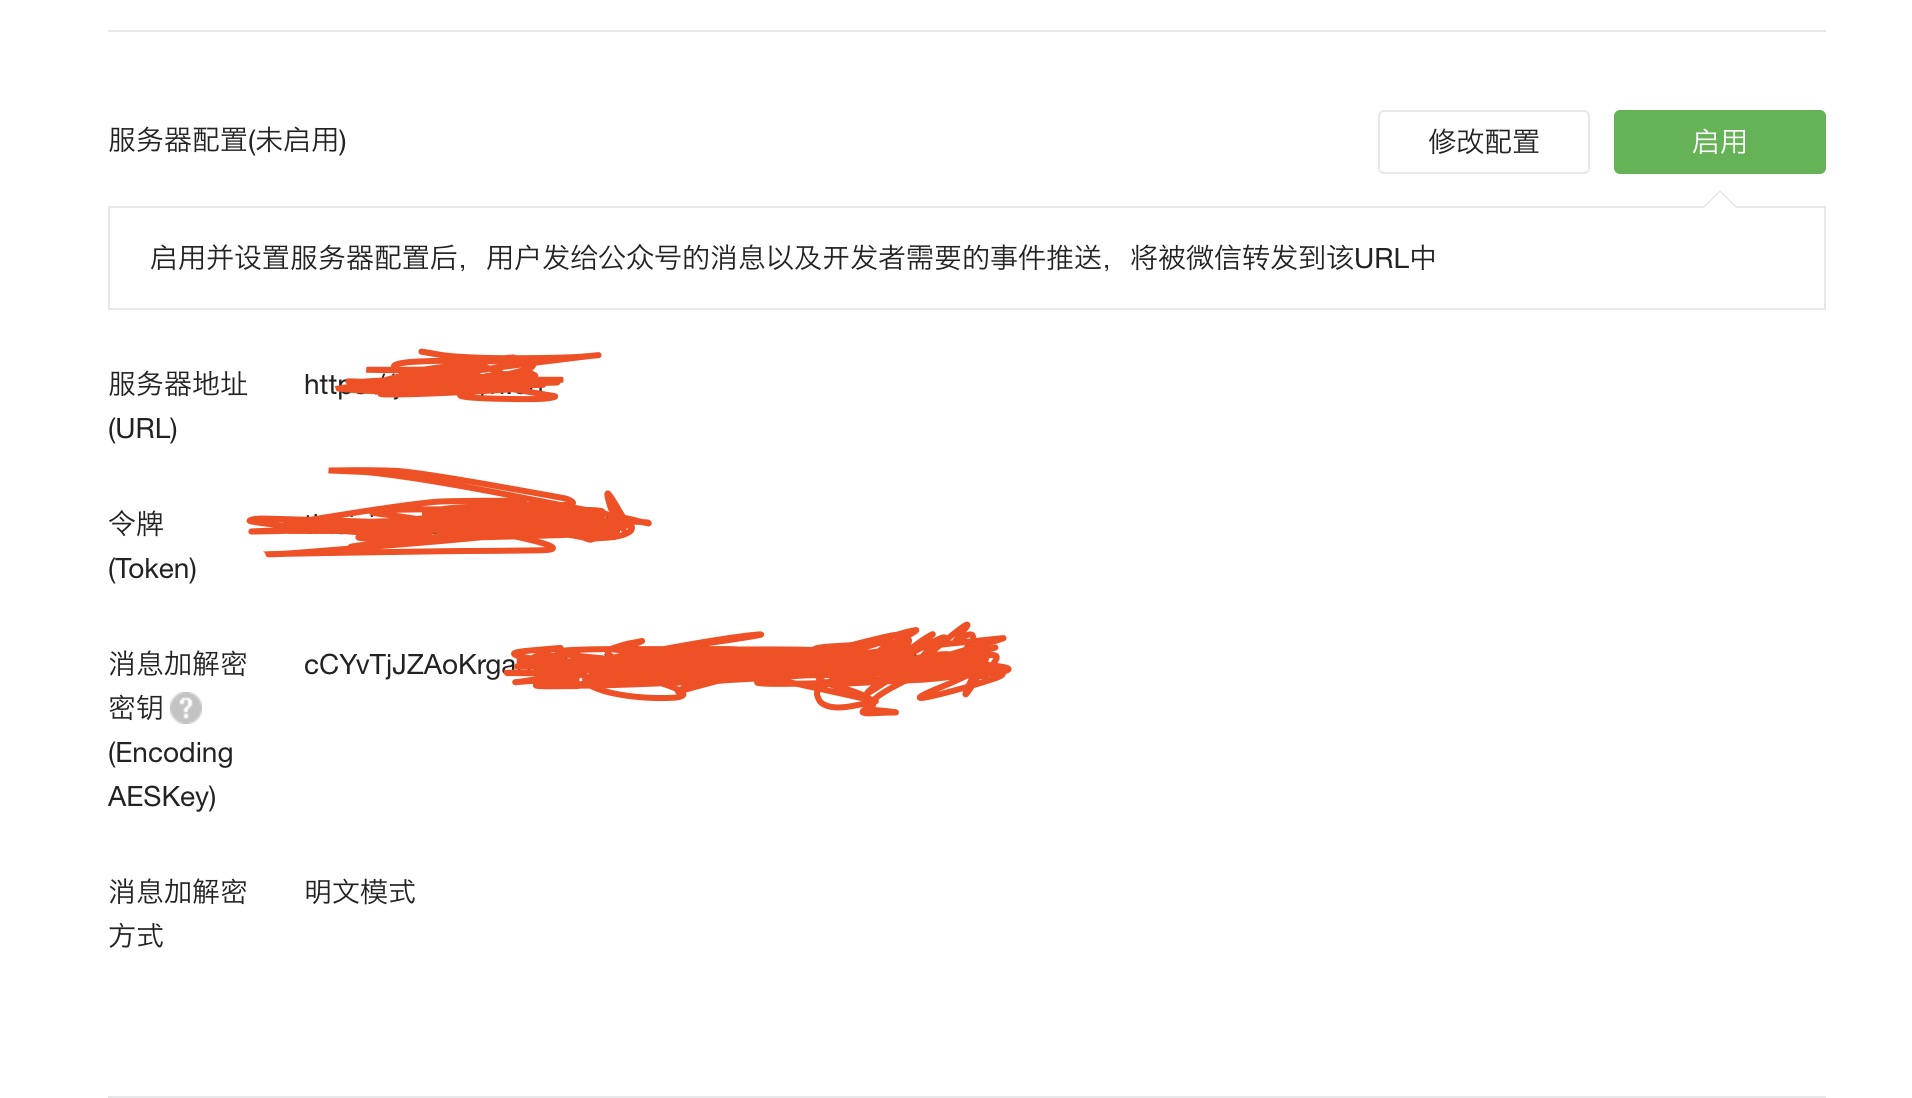 服务器配置(未启用)
修改配置
启用
启用并设置服务器配置后，用户发给公众号的消息以及开发者需要的事件推送，将被微信转发到该URL中
服务器地址
(URL)
令牌
(Token)
消息加解密
密钥 ?
cCYvTjJZAoKrga
(Encoding
AESKey)
消息加解密
方式
明文模式